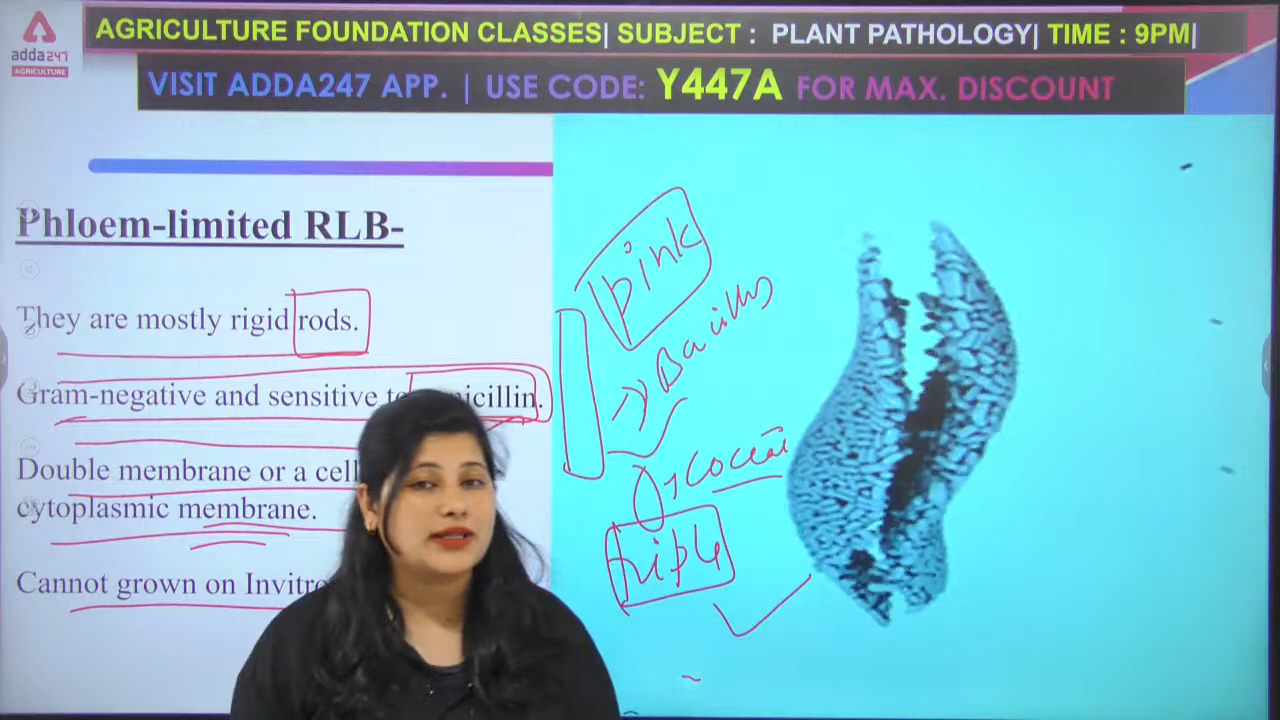 AGRICULTURE FOUNDATION CLASSES| SUBJECT : PLANT PATHOLOGY| TIME : 9PM|
adda247
AGRICULTURE
VISIT ADDA247 APP. | USE CODE: Y447A FOR MAX. DISCOUNT
Phloem-limited RLB-
They are mostly rigid rods.
Gram-negative and sensitive
Double membrane or a cell
cytoplasmic membrane.
Cannot grown on Invitro
pink
Bacillus